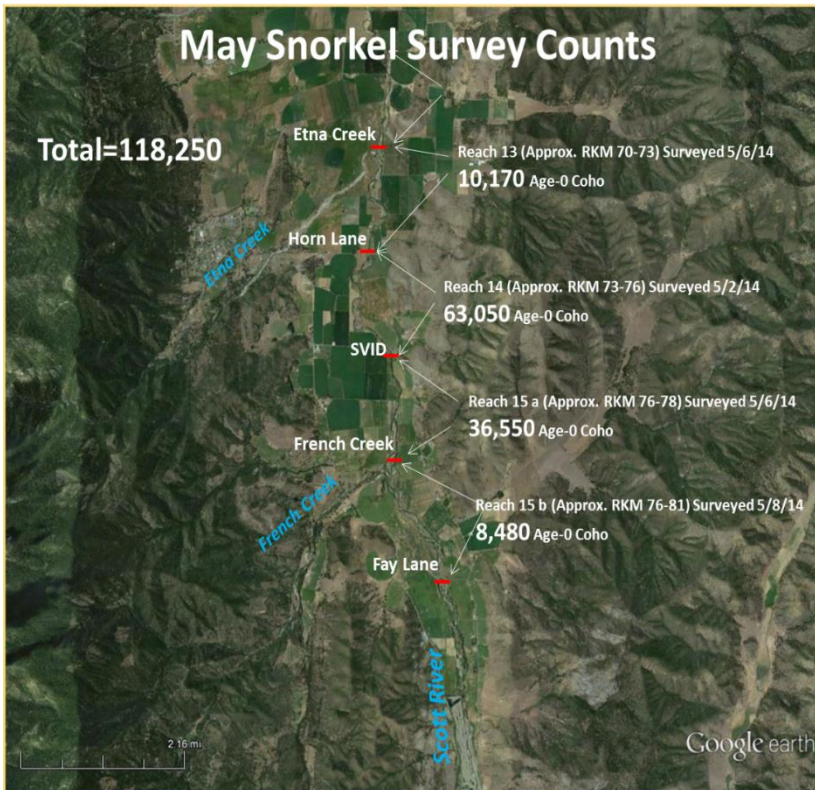 May Snorkel Survey Counts
Total=118,250
Etna Creek
Reach 13 (Approx. RKM 70-73) Surveyed 5/6/14
10,170 Age-0 Coho
Etna Creek
Horn Lane
Reach 14 (Approx. RKM 73-76) Surveyed 5/2/14
63,050 Age-0 Coho
SVID
Reach 15 a (Approx. RKM 76-78) Surveyed 5/6/14
36,550 Age-0 Coho
French Creek
French Creek
Reach 15 b (Approx. RKM 76-81) Surveyed 5/8/14
8,480 Age-0 Coho
Fay Lane
Scott River
2.16 mi
Google earth